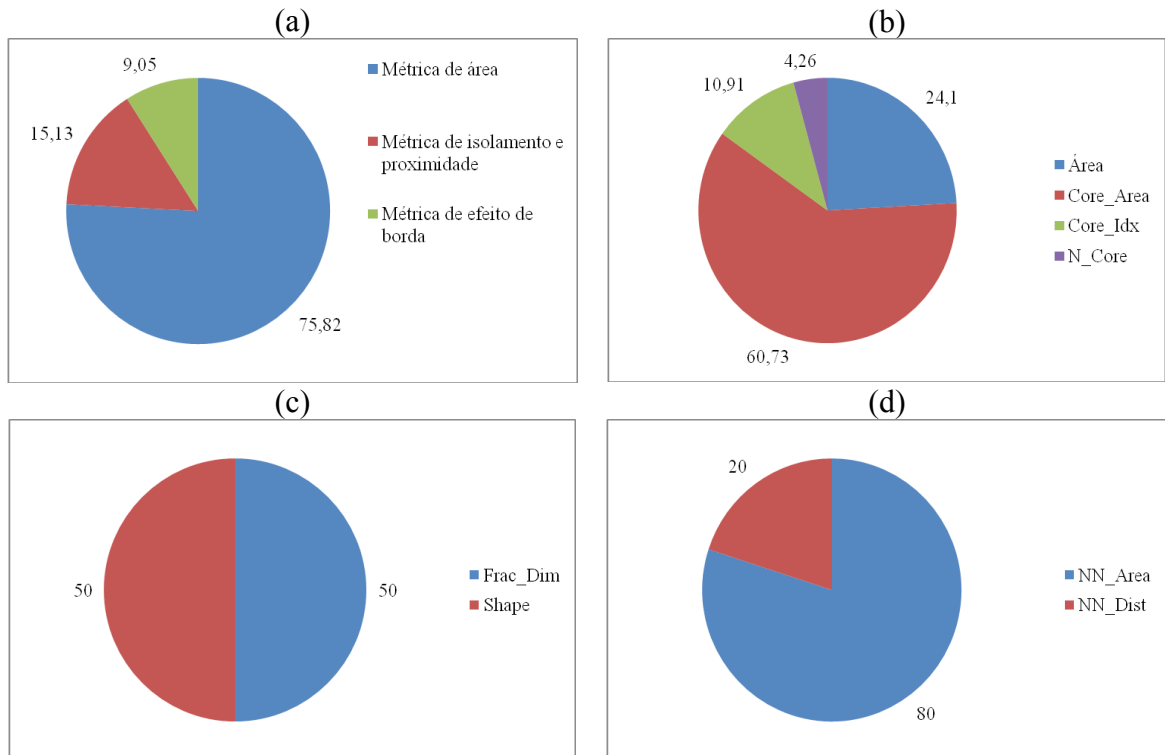 (a)
9,05
15,13
75,82
Métrica de área
Métrica de isolamento e
proximidade
Métrica de efeito de
borda
(b)
4,26
10,91
24,1
60,73
Área
Core_Area
Core_Idx
N_Core
(c)
50
50
Frac_Dim
Shape
(d)
20
80
NN_Area
NN_Dist